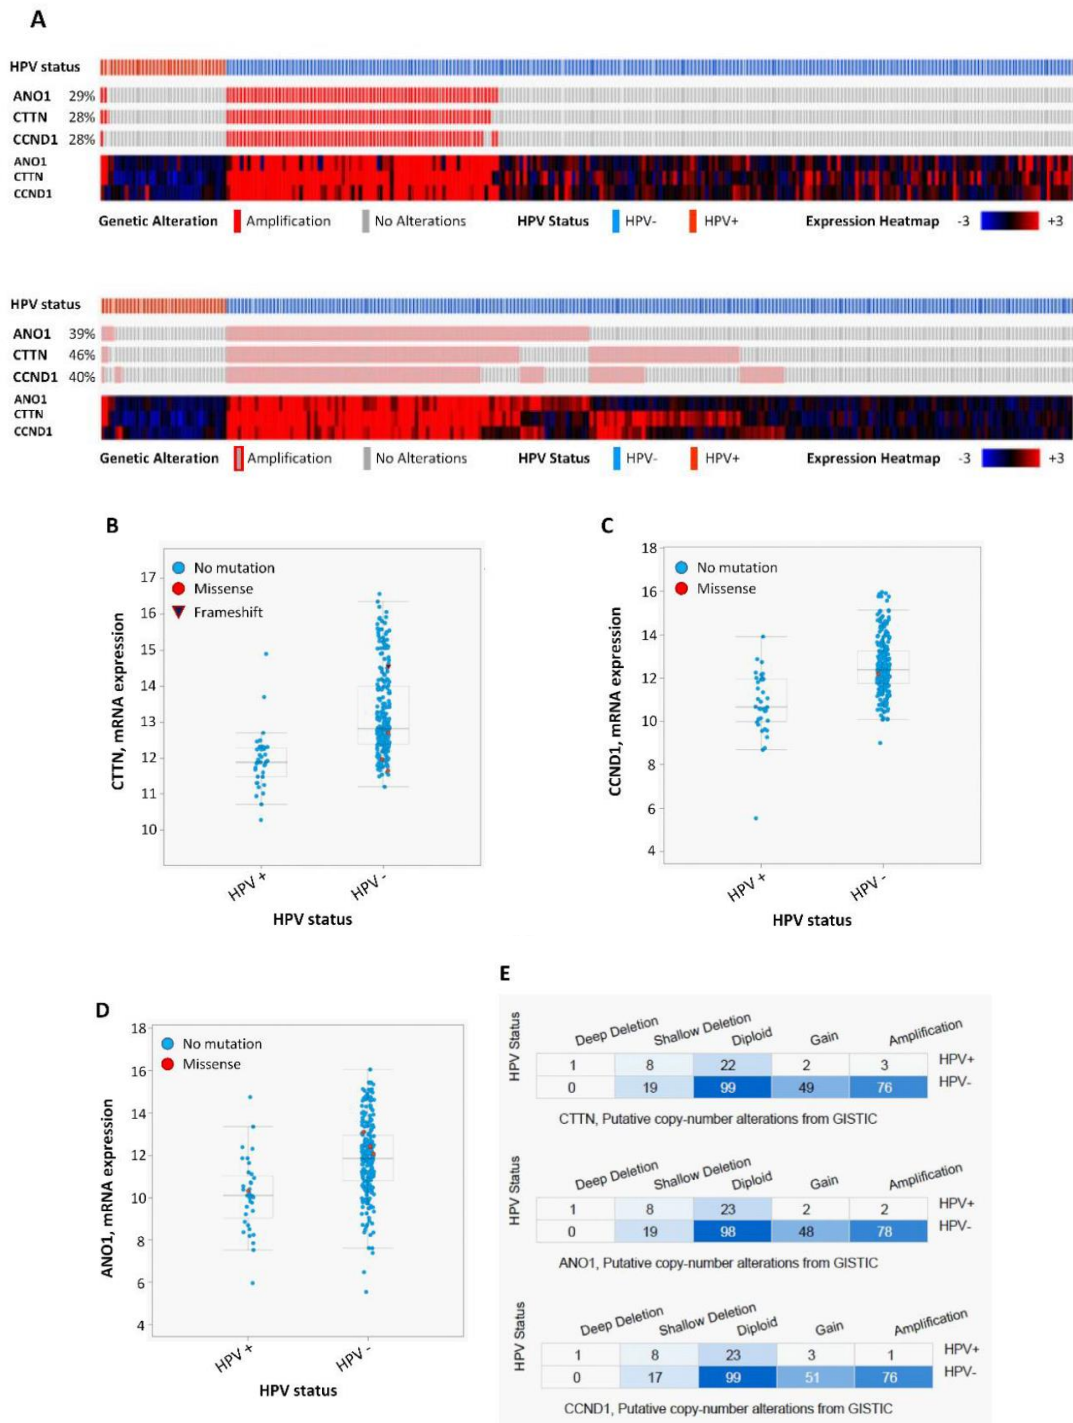 A
HPV status
ANO1 29%
CTTN 28%
CCND1 28%
ANO1
CTTN
CCND1
Genetic Alteration Amplification No Alterations HPV Status HPV- HPV+ Expression Heatmap -3 +3
HPV status
ANO1 39%
CTTN 46%
CCND1 40%
ANO1
CTTN
CCND1
Genetic Alteration Amplification No Alterations HPV Status HPV- HPV+ Expression Heatmap -3 +3
B
No mutation
Missense
Frameshift
CTTN, mRNA expression
17
16
15
14
13
12
11
10
HPV +
HPV -
HPV status
C
No mutation
Missense
CCND1, mRNA expression
18
16
14
12
10
8
6
4
HPV +
HPV -
HPV status
D
No mutation
Missense
ANO1, mRNA expression
18
16
14
12
10
8
6
4
HPV +
HPV -
HPV status
E
HPV Status
Deep Deletion Shallow Deletion Diploid Gain Amplification
1 8 22 2 3 HPV+
0 19 99 49 76 HPV-
CTTN, Putative copy-number alterations from GISTIC
HPV Status
Deep Deletion Shallow Deletion Diploid Gain Amplification
1 8 23 2 2 HPV+
0 19 98 48 78 HPV-
ANO1, Putative copy-number alterations from GISTIC
HPV Status
Deep Deletion Shallow Deletion Diploid Gain Amplification
1 8 23 3 1 HPV+
0 17 99 51 76 HPV-
CCND1, Putative copy-number alterations from GISTIC